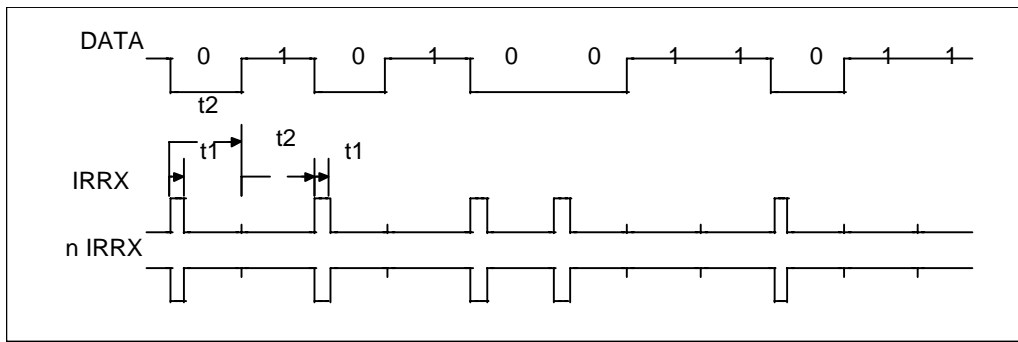 DATA
0 1 0 1 0 0 1 1 0 1 1
t2
t1 t2 t1
IRRX
n IRRX